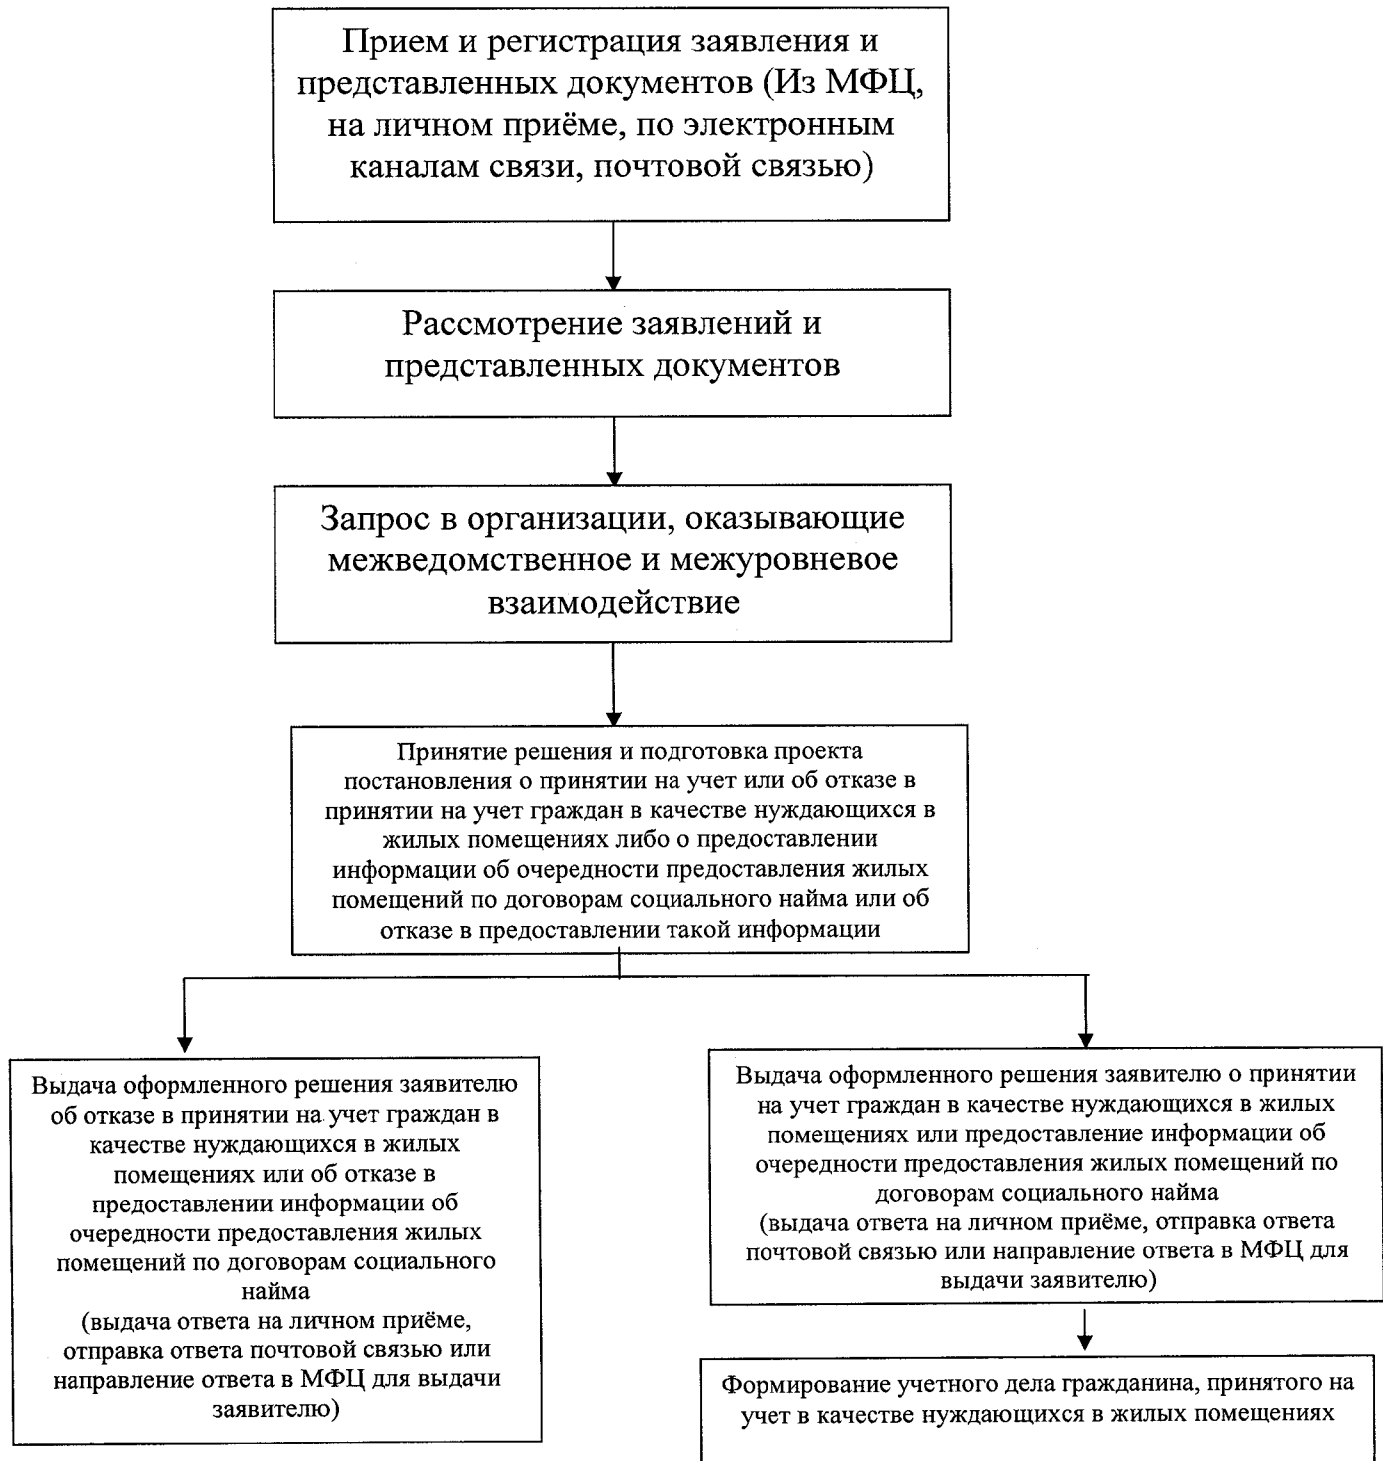 Прием и регистрация заявления и
представленных документов (Из МФЦ,
на личном приёме, по электронным
каналам связи, почтовой связью)
Рассмотрение заявлений и
представленных документов
Запрос в организации, оказывающие
межведомственное и межуровневое
взаимодействие
Принятие решения и подготовка проекта
постановления о принятии на учет или об отказе в
принятии на учет граждан в качестве нуждающихся в
жилых помещениях либо о предоставлении
информации об очередности предоставления жилых
помещений по договорам социального найма или об
отказе в предоставлении такой информации
Выдача оформленного решения заявителю
об отказе в принятии на учет граждан в
качестве нуждающихся в жилых
помещениях или об отказе в
предоставлении информации об
очередности предоставления жилых
помещений по договорам социального
найма
(выдача ответа на личном приёме,
отправка ответа почтовой связью или
направление ответа в МФЦ для выдачи
заявителю)
Выдача оформленного решения заявителю о принятии
на учет граждан в качестве нуждающихся в жилых
помещениях или предоставление информации об
очередности предоставления жилых помещений по
договорам социального найма
(выдача ответа на личном приёме, отправка ответа
почтовой связью или направление ответа в МФЦ для
выдачи заявителю)
Формирование учетного дела гражданина, принятого на
учет в качестве нуждающихся в жилых помещениях